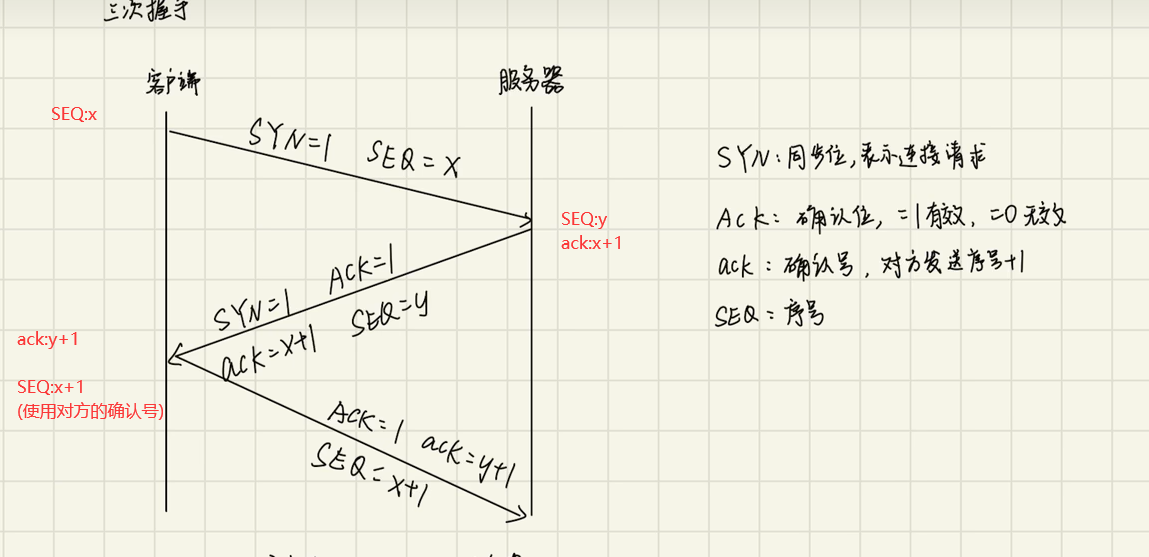 三次握手
客户端
服务器
SEQ:x
SYN=1 SEQ=x
SEQ:y
ack:x+1
SYN=1 ACK=1
ack=x+1 SEQ=y
ack:y+1
SEQ:x+1
(使用对方的确认号)
ACK=1 ack=y+1
SEQ=x+1
SYN:同步位,表示连接请求
ACK:确认位,=1有效,=0无效
ack:确认号,对方发送序号+1
SEQ:序号